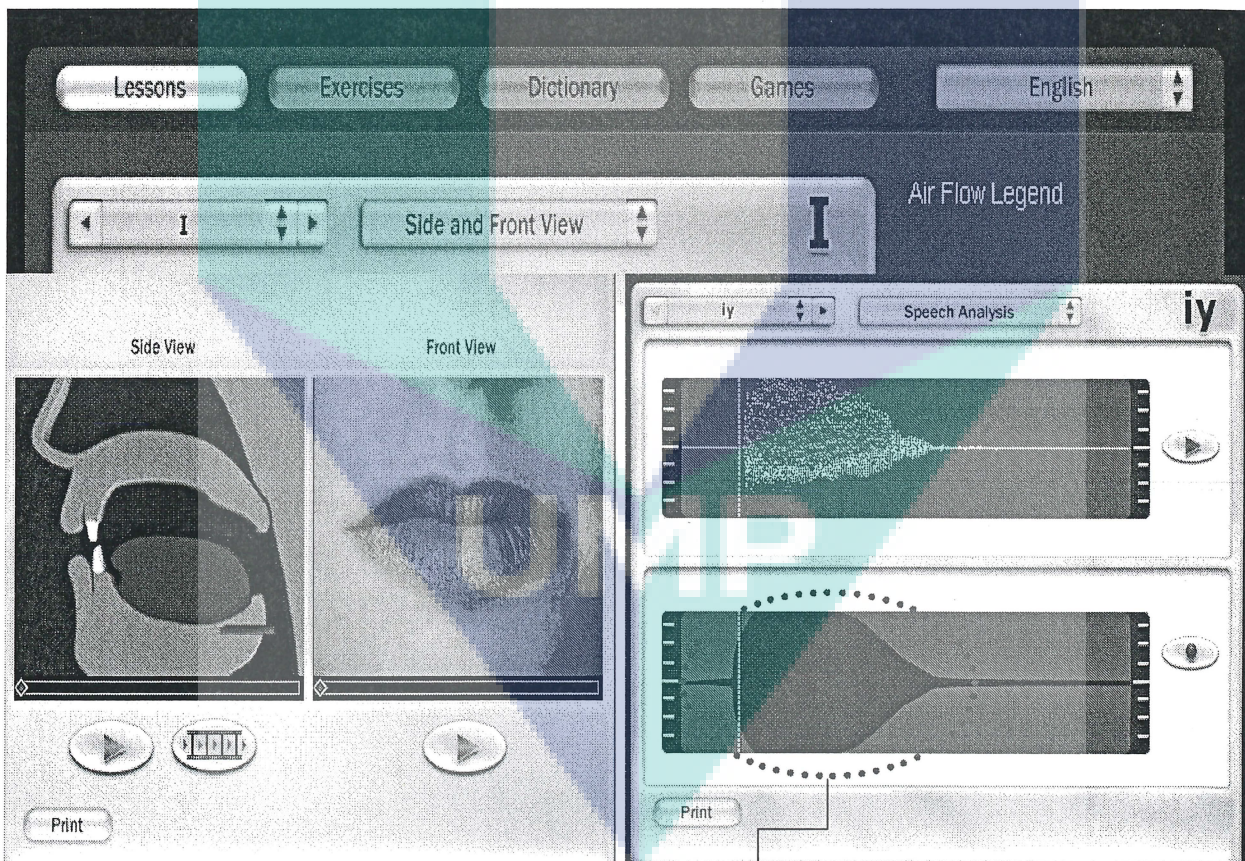 Lessons Exercises Dictionary Games English
I Side and Front View I Air Flow Legend
Side View Front View
Print
iy Speech Analysis iy
Print
UMP